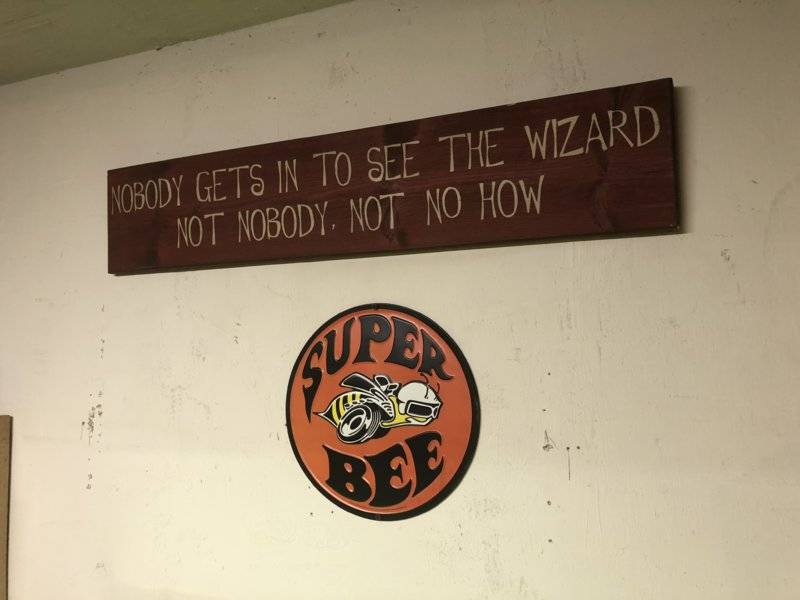 NOBODY GETS IN TO SEE THE WIZARD
NOT NOBODY, NOT NO HOW
SUPER
BEE